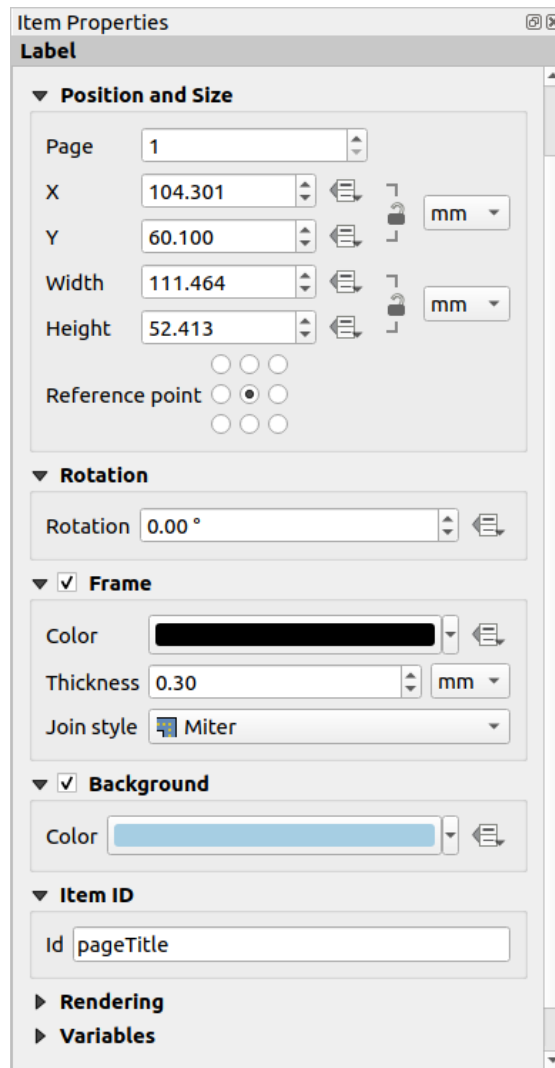 Item Properties
Label
Position and Size
Page 1
X 104.301
mm
Y 60.100
Width 111.464
mm
Height 52.413
Reference point
Rotation
Rotation 0.00 °
Frame
Color
Thickness 0.30 mm
Join style Miter
Background
Color
Item ID
Id pageTitle
Rendering
Variables